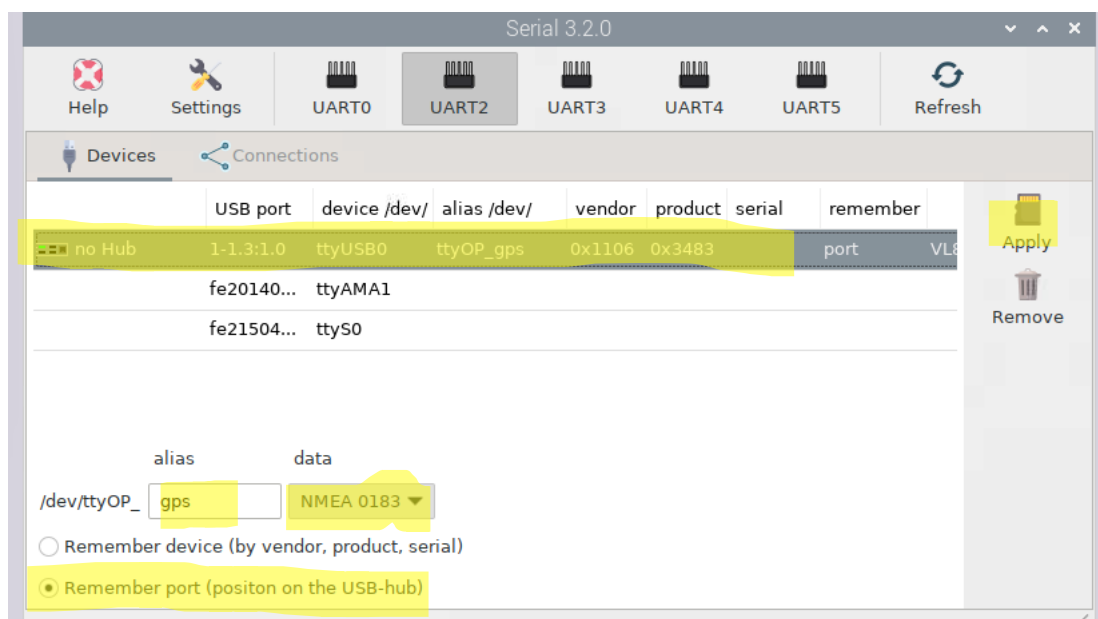 Serial 3.2.0
Help Settings UART0 UART2 UART3 UART4 UART5 Refresh
Devices Connections
USB port device /dev/ alias /dev/ vendor product serial remember
no Hub 1-1.3:1.0 ttyUSB0 ttyOP_gps 0x1106 0x3483 port VL8
Apply
fe20140... ttyAMA1
Remove
fe21504... ttyS0
alias data
/dev/ttyOP_ gps NMEA 0183
Remember device (by vendor, product, serial)
Remember port (positon on the USB-hub)